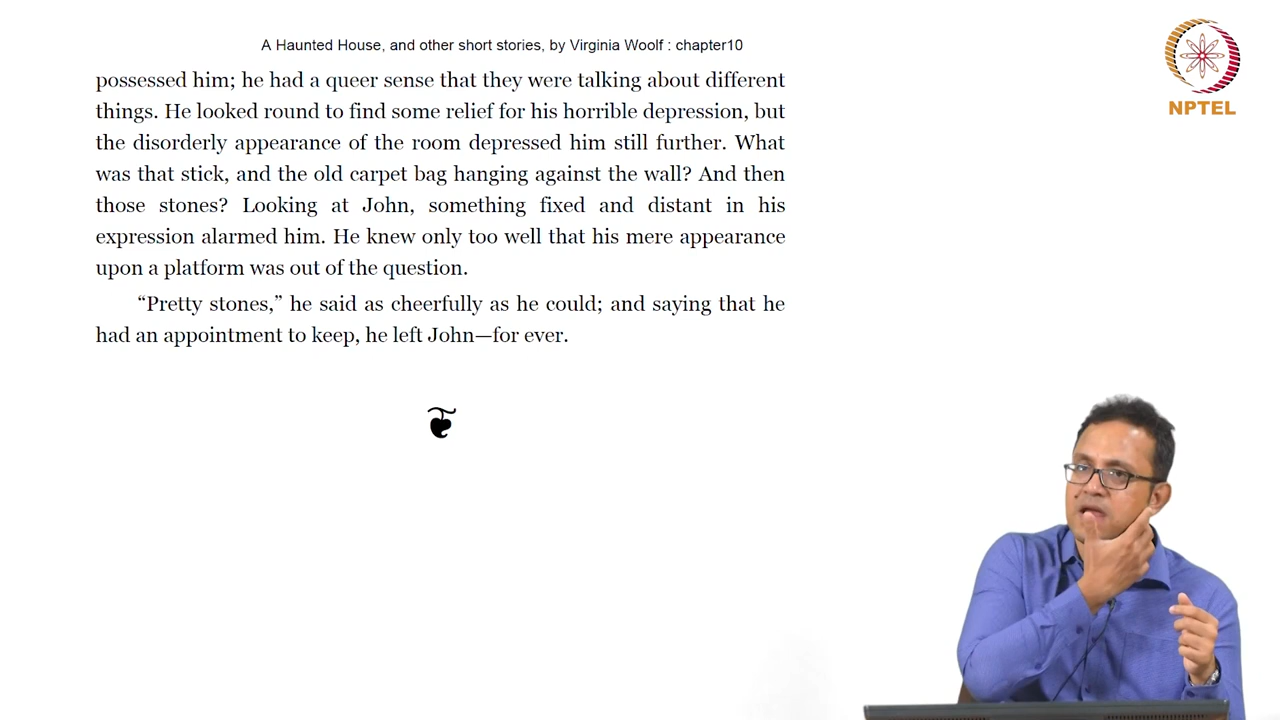 A Haunted House, and other short stories, by Virginia Woolf : chapter10
possessed him; he had a queer sense that they were talking about different
things. He looked round to find some relief for his horrible depression, but
the disorderly appearance of the room depressed him still further. What
was that stick, and the old carpet bag hanging against the wall? And then
those stones? Looking at John, something fixed and distant in his
expression alarmed him. He knew only too well that his mere appearance
upon a platform was out of the question.
“Pretty stones,” he said as cheerfully as he could; and saying that he
had an appointment to keep, he left John—for ever.
NPTEL